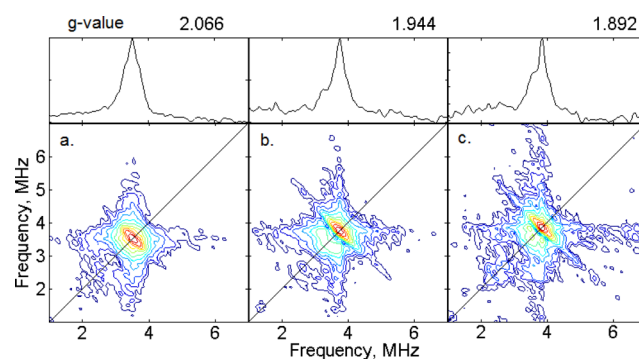 g-value 2.066 1.944 1.892
a. b. c.
6
5
4
3
2
Frequency, MHz
2 4 6 2 4 6 2 4 6
Frequency, MHz